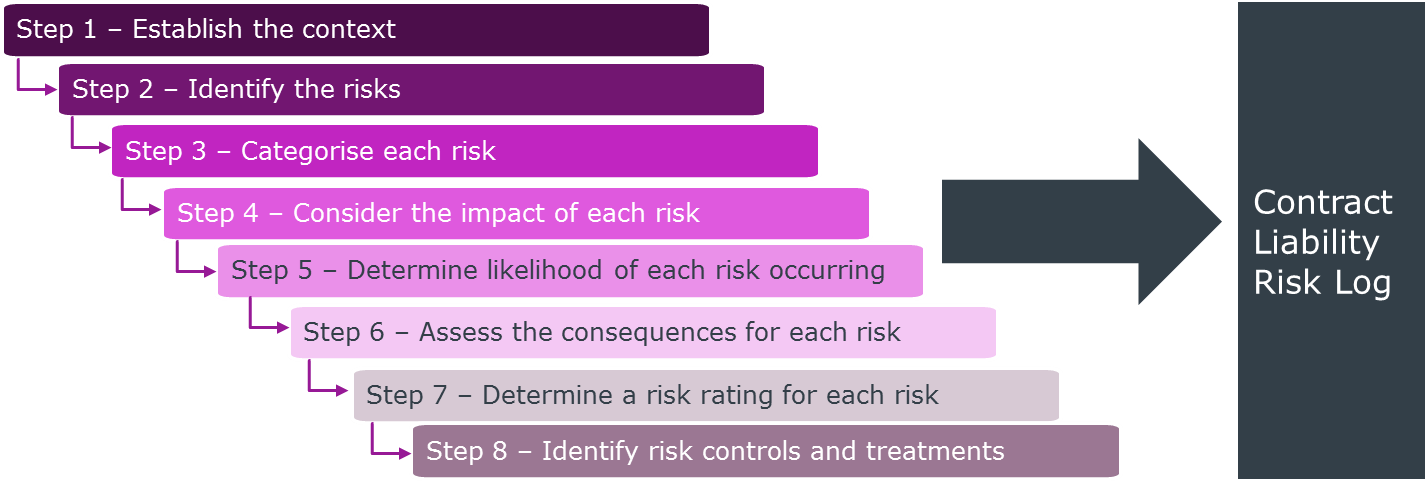 Step 1 – Establish the context
Step 2 – Identify the risks
Step 3 – Categorise each risk
Step 4 – Consider the impact of each risk
Step 5 – Determine likelihood of each risk occurring
Step 6 – Assess the consequences for each risk
Step 7 – Determine a risk rating for each risk
Step 8 – Identify risk controls and treatments
Contract
Liability
Risk Log